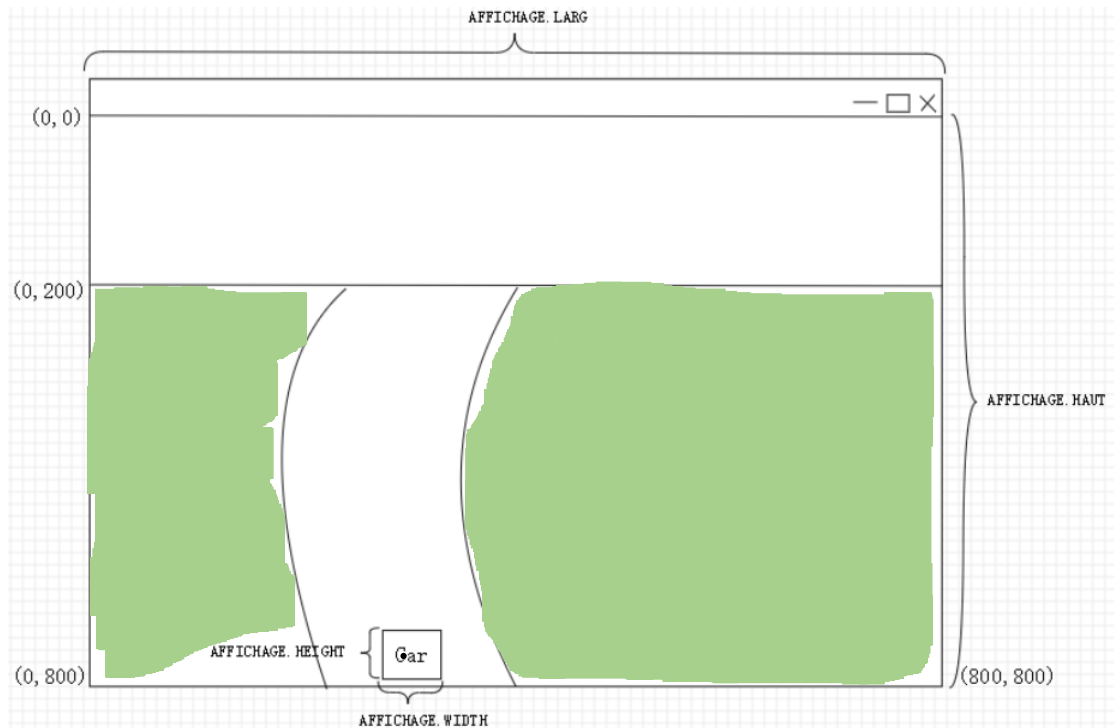 AFFICHAGE.LARG
(0,0)
(0,200)
AFFICHAGE.HAUT
AFFICHAGE.HEIGHT
Car
(0,800)
(800,800)
AFFICHAGE.WIDTH